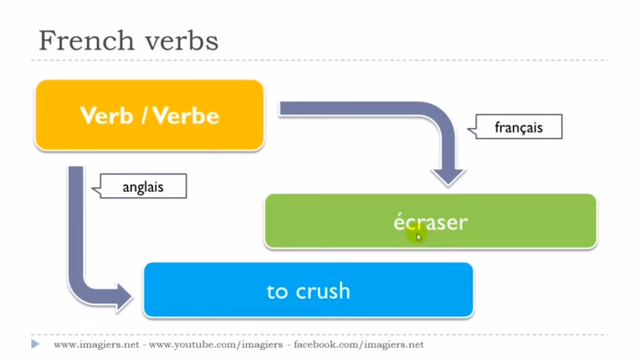 French verbs
Verb / Verbe
français
anglais
écraser
to crush
www.imagiers.net - www.youtube.com/imagiers - facebook.com/imagiers.net